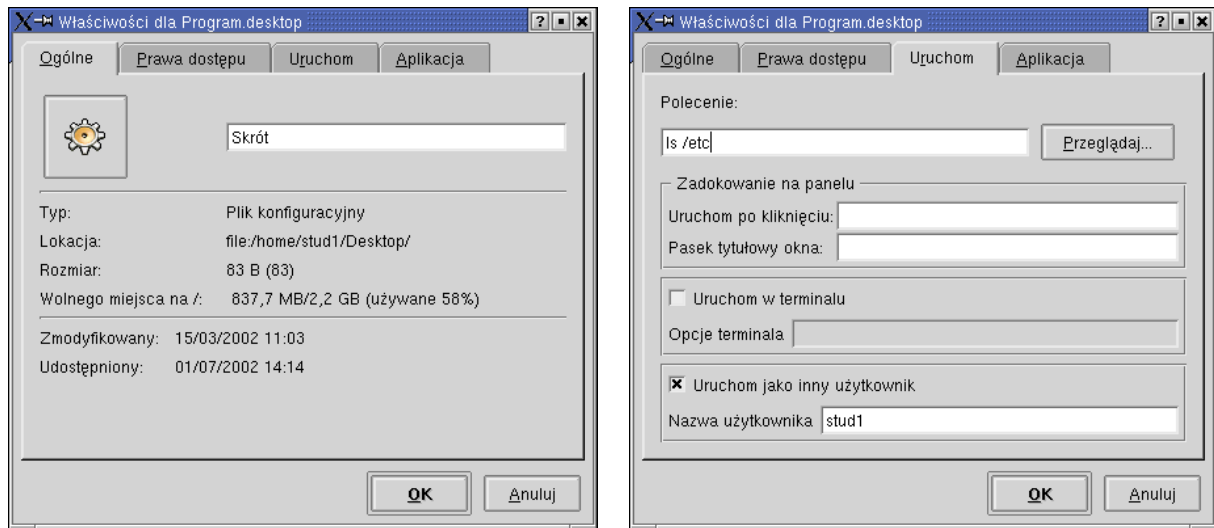 Właściwości dla Program.desktop
Ogólne Prawa dostępu Uruchom Aplikacja
Skrót
Typ: Plik konfiguracyjny
Lokacja: file:/home/stud1/Desktop/
Rozmiar: 83 B (83)
Wolnego miejsca na /: 837,7 MB/2,2 GB (używane 58%)
Zmodyfikowany: 15/03/2002 11:03
Udostępniony: 01/07/2002 14:14
OK Anuluj
Właściwości dla Program.desktop
Ogólne Prawa dostępu Uruchom Aplikacja
Polecenie:
ls /etc Przeglądaj...
Zadokowanie na panelu
Uruchom po kliknięciu:
Pasek tytułowy okna:
Uruchom w terminalu
Opcje terminala
Uruchom jako inny użytkownik
Nazwa użytkownika stud1
OK Anuluj